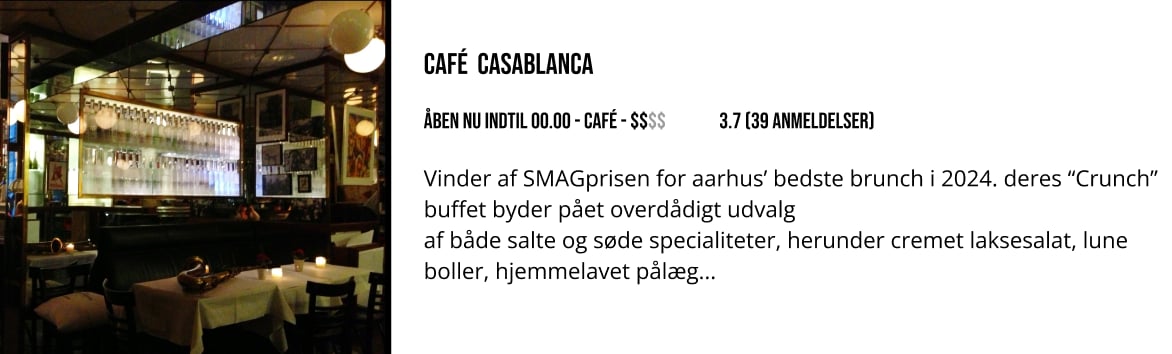 CAFÉ CASABLANCA
ÅBEN NU INDTIL 00.00 - CAFÉ - $$$$ 3.7 (39 ANMELDELSER)
Vinder af SMAGprisen for aarhus’ bedste brunch i 2024. deres “Crunch”
buffet byder pået overdådigt udvalg
af både salte og søde specialiteter, herunder cremet laksesalat, lune
boller, hjemmelavet pålæg...